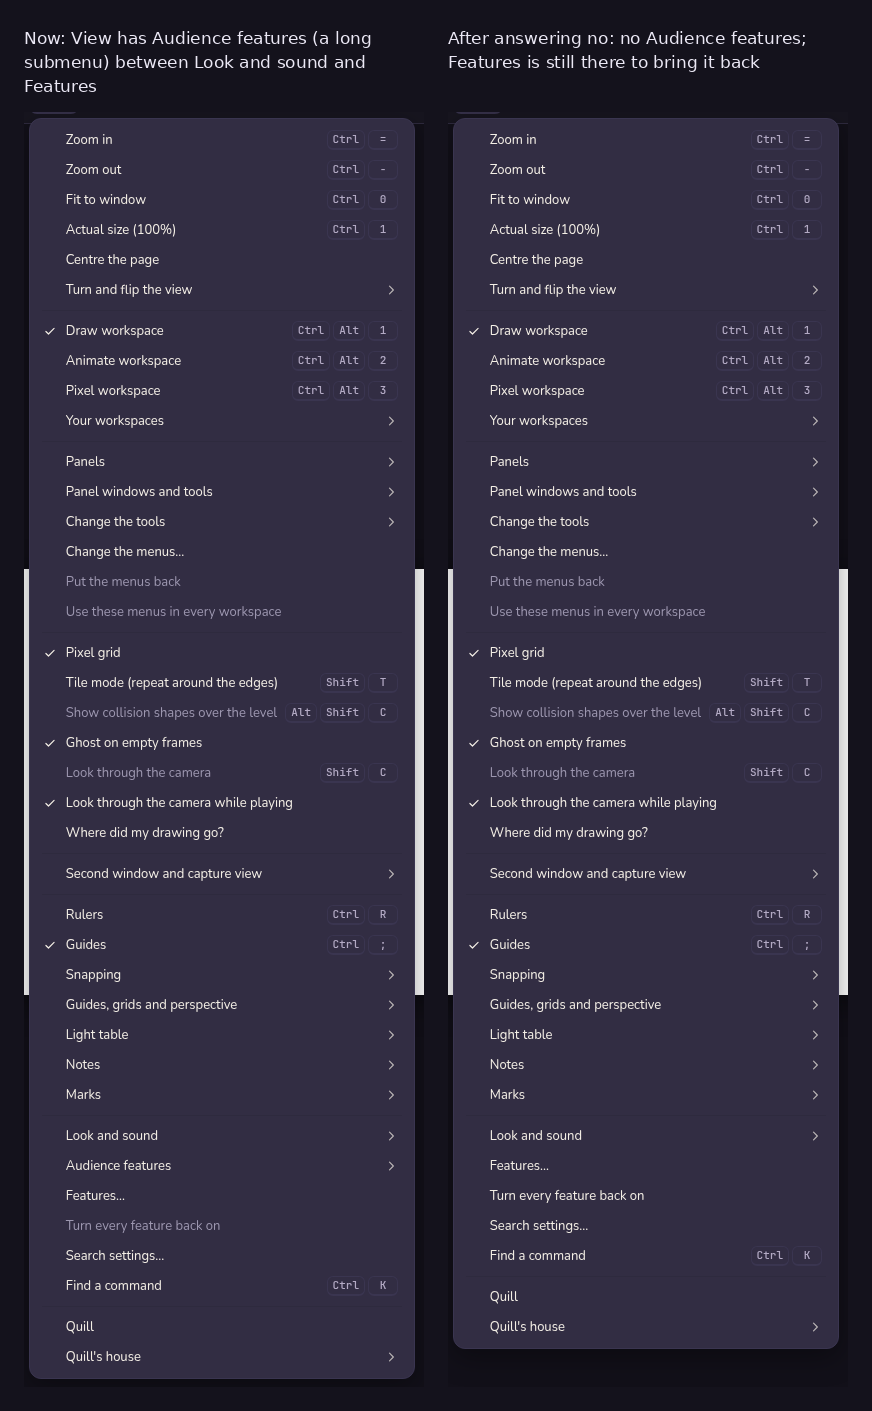 Now: View has Audience features (a long
submenu) between Look and sound and
Features
Zoom in Ctrl =
Zoom out Ctrl -
Fit to window Ctrl 0
Actual size (100%) Ctrl 1
Centre the page
Turn and flip the view
Draw workspace Ctrl Alt 1
Animate workspace Ctrl Alt 2
Pixel workspace Ctrl Alt 3
Your workspaces
Panels
Panel windows and tools
Change the tools
Change the menus...
Put the menus back
Use these menus in every workspace
Pixel grid
Tile mode (repeat around the edges) Shift T
Show collision shapes over the level Alt Shift C
Ghost on empty frames
Look through the camera Shift C
Look through the camera while playing
Where did my drawing go?
Second window and capture view
Rulers Ctrl R
Guides Ctrl ;
Snapping
Guides, grids and perspective
Light table
Notes
Marks
Look and sound
Audience features
Features...
Turn every feature back on
Search settings...
Find a command Ctrl K
Quill
Quill's house
After answering no: no Audience features;
Features is still there to bring it back
Zoom in Ctrl =
Zoom out Ctrl -
Fit to window Ctrl 0
Actual size (100%) Ctrl 1
Centre the page
Turn and flip the view
Draw workspace Ctrl Alt 1
Animate workspace Ctrl Alt 2
Pixel workspace Ctrl Alt 3
Your workspaces
Panels
Panel windows and tools
Change the tools
Change the menus...
Put the menus back
Use these menus in every workspace
Pixel grid
Tile mode (repeat around the edges) Shift T
Show collision shapes over the level Alt Shift C
Ghost on empty frames
Look through the camera Shift C
Look through the camera while playing
Where did my drawing go?
Second window and capture view
Rulers Ctrl R
Guides Ctrl ;
Snapping
Guides, grids and perspective
Light table
Notes
Marks
Look and sound
Features...
Turn every feature back on
Search settings...
Find a command Ctrl K
Quill
Quill's house